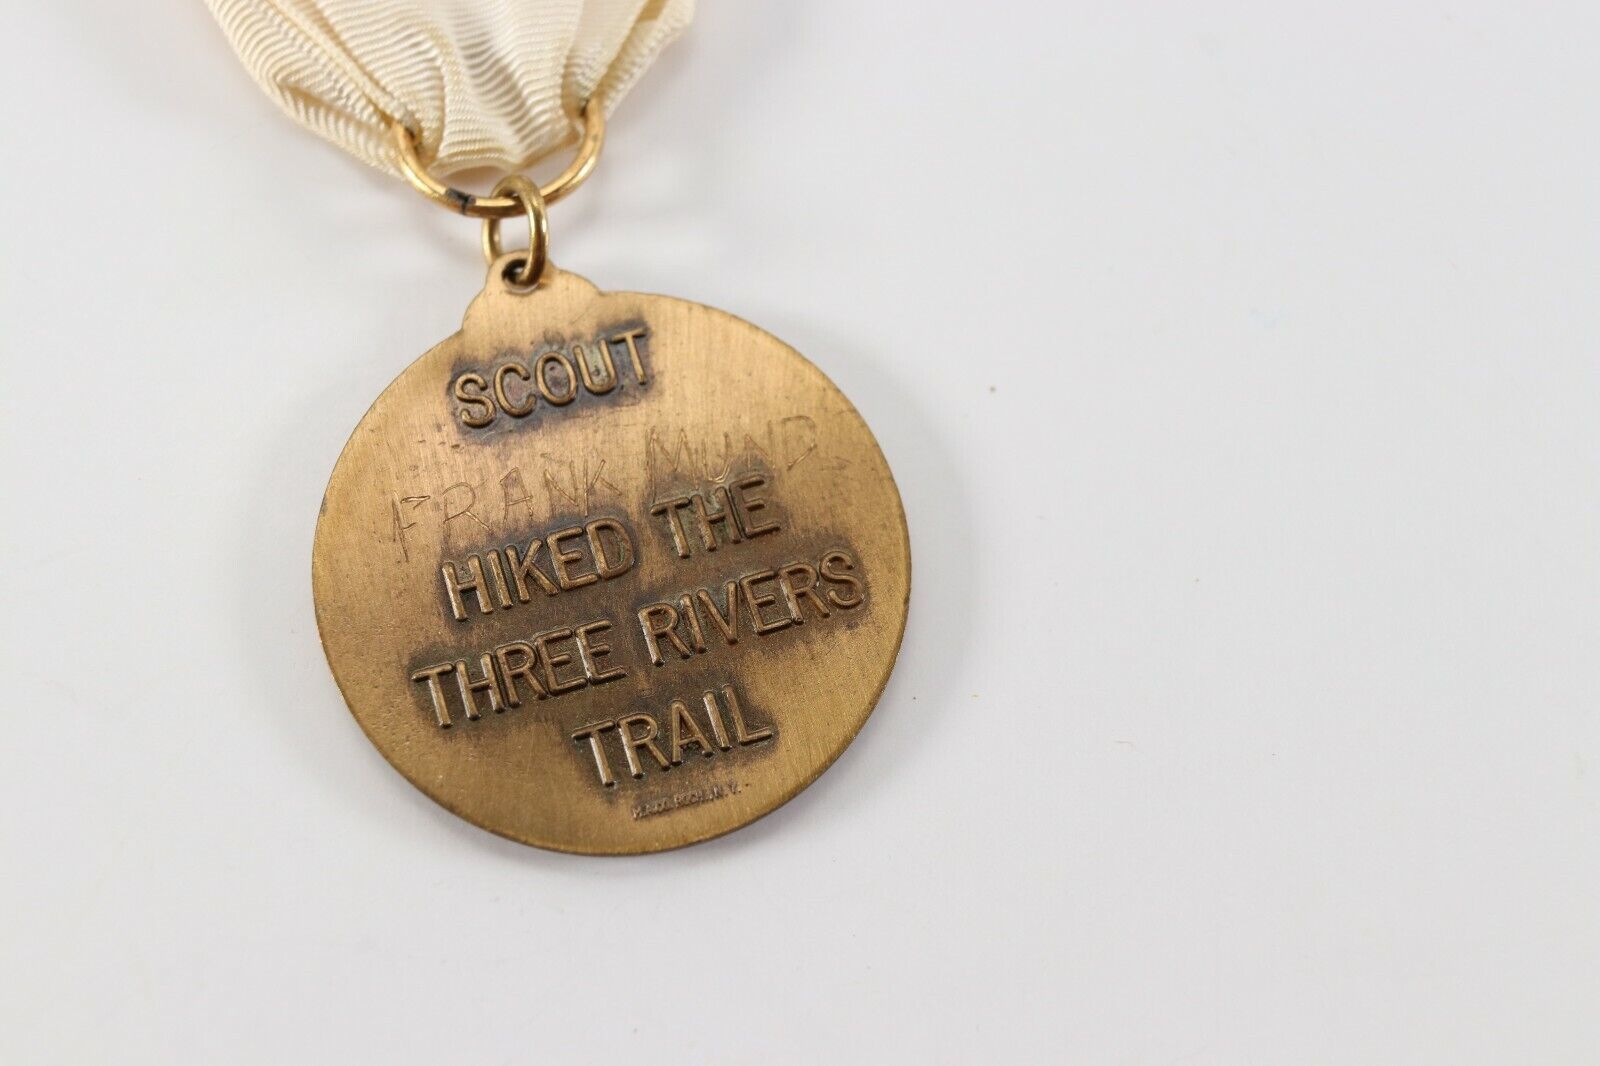 SCOUT
FRANK MUND
HIKED THE
THREE RIVERS
TRAIL
N.Y.